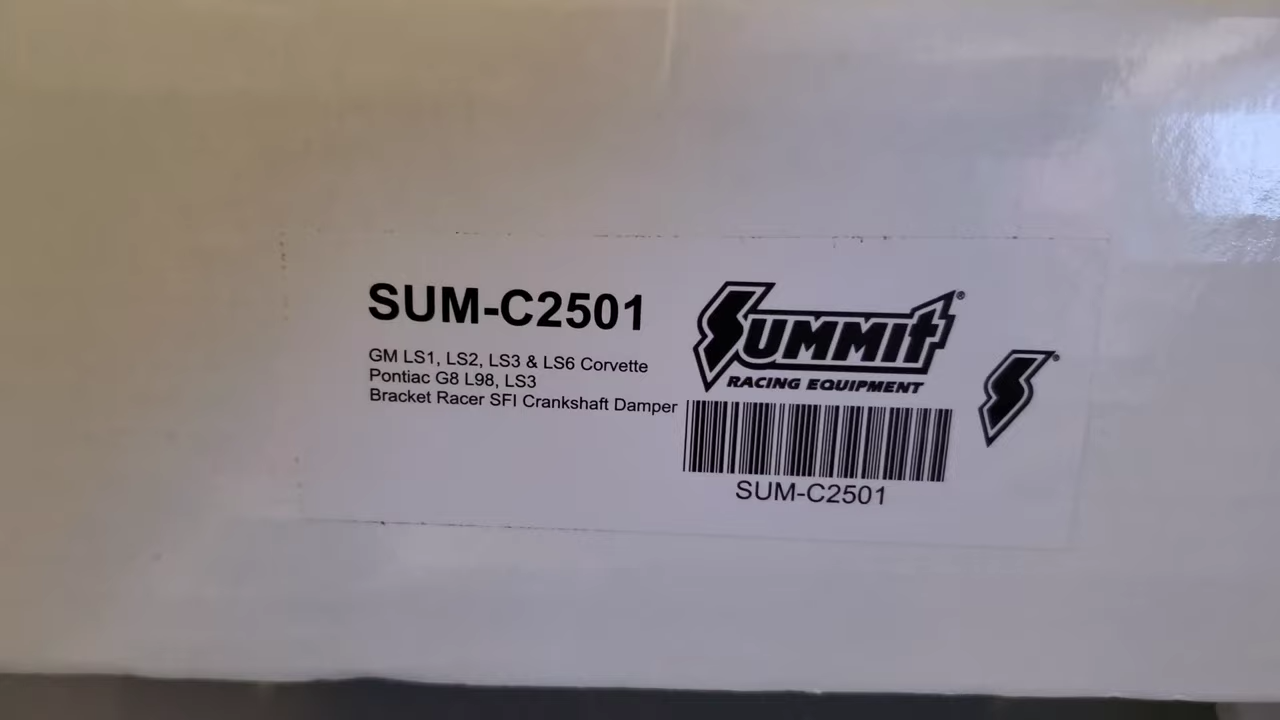 SUM-C2501
GM LS1, LS2, LS3 & LS6 Corvette
Pontiac G8 L98, LS3
Bracket Racer SFI Crankshaft Damper
SUMMIT®
RACING EQUIPMENT
S®
SUM-C2501